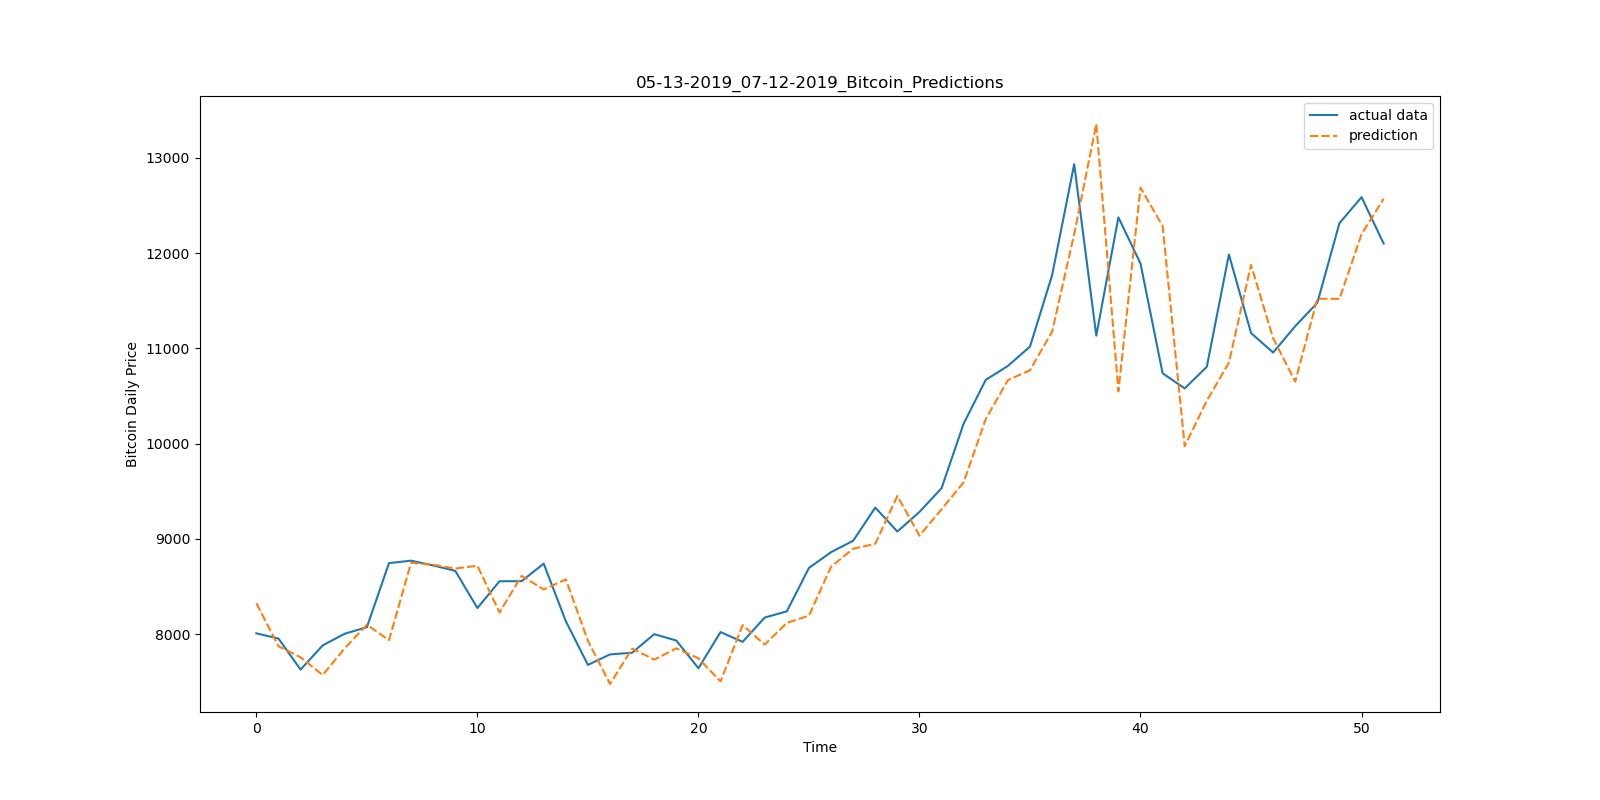 05-13-2019_07-12-2019_Bitcoin_Predictions
actual data
prediction
13000
12000
11000
10000
9000
8000
Bitcoin Daily Price
0 10 20 30 40 50
Time